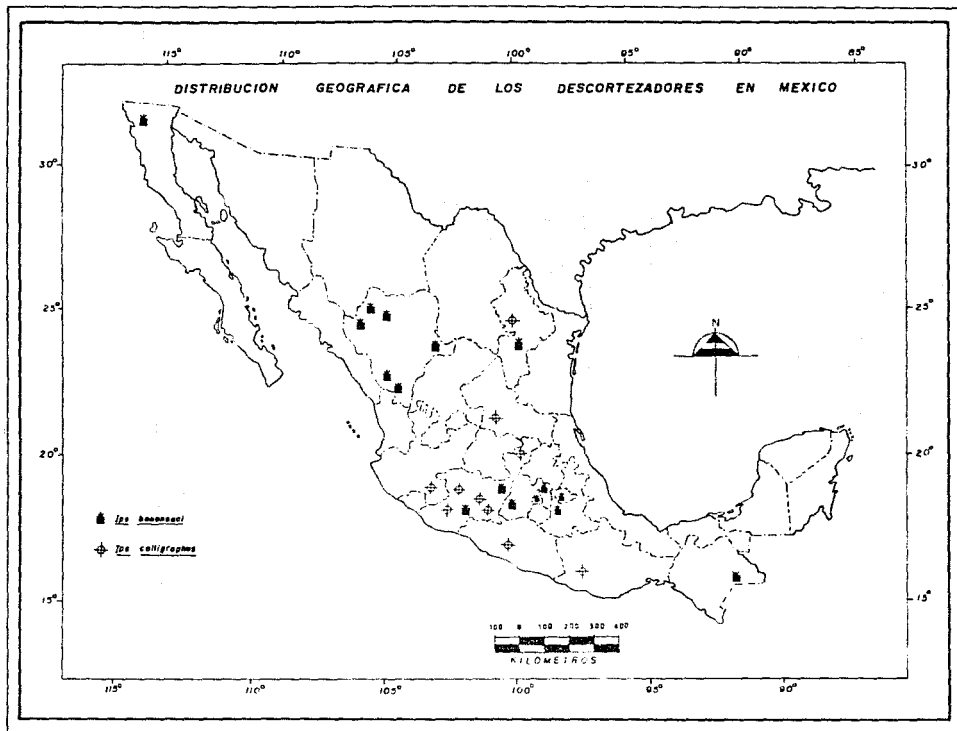 115° 110° 105° 100° 95° 90° 85°
DISTRIBUCION GEOGRAFICA DE LOS DESCORTEZADORES EN MEXICO
30° 30°
25° 25°
N
20° 20°
Ips bonanseai
Ips calligraphus
15° 15°
100 0 100 200 300 400
KILOMETROS
115° 110° 105° 100° 95° 90°